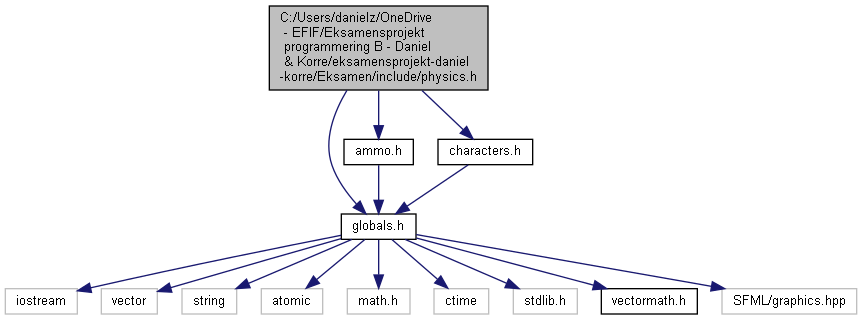 C:/Users/danielz/OneDrive
- EFIF/Eksamensprojekt
programmering B - Daniel
& Korre/eksamensprojekt-daniel
-korre/Eksamen/include/physics.h
ammo.h
characters.h
globals.h
iostream
vector
string
atomic
math.h
ctime
stdlib.h
vectormath.h
SFML/graphics.hpp